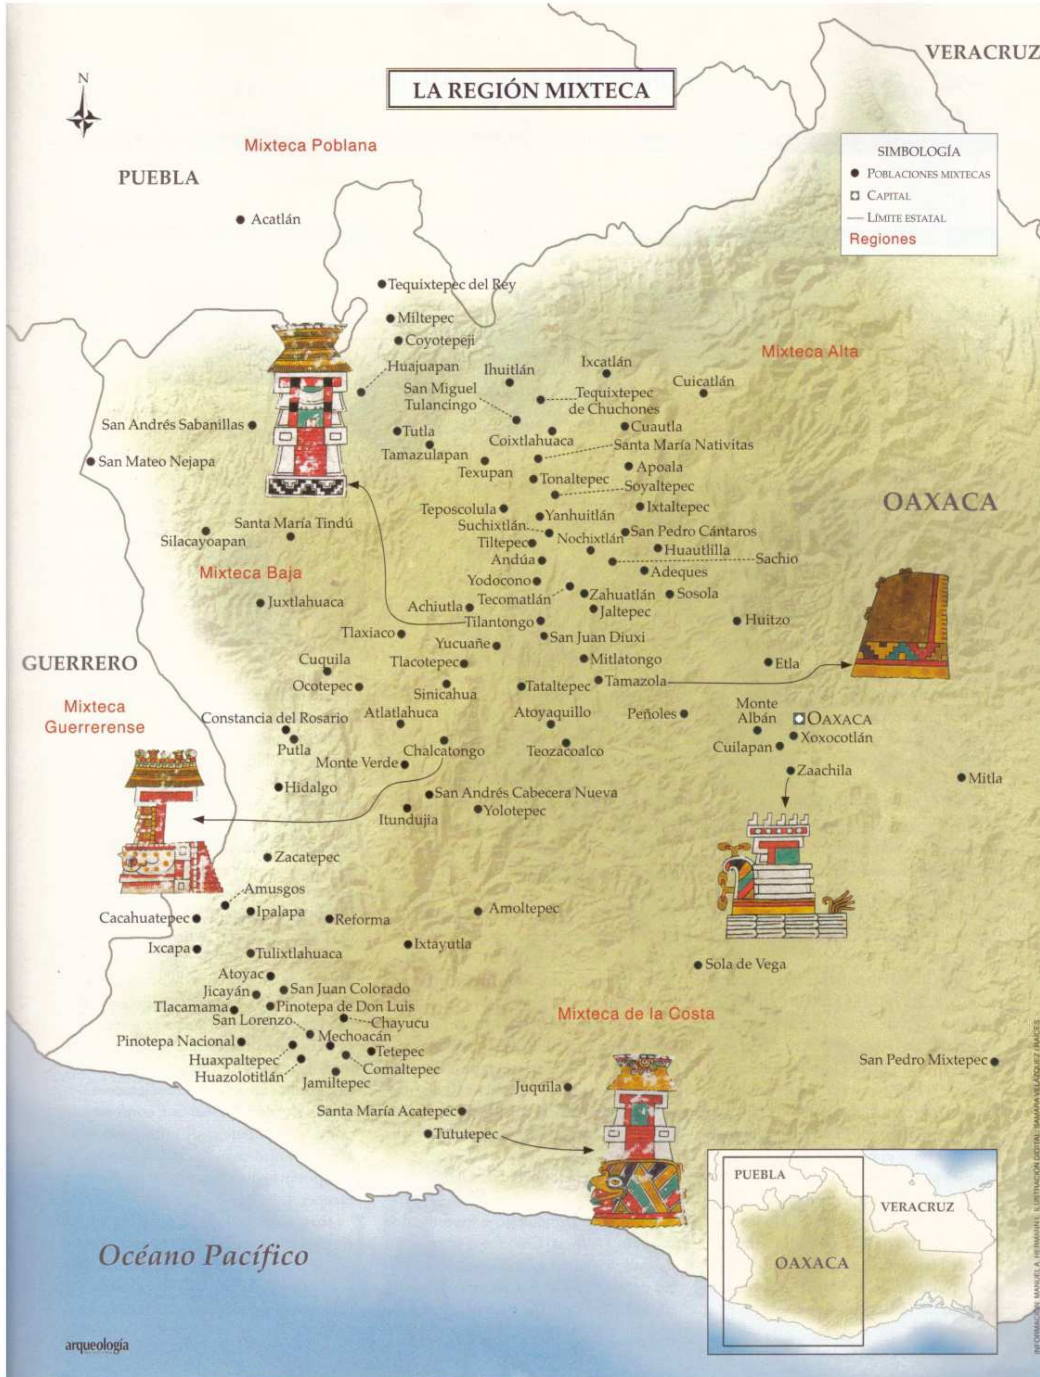 VERACRUZ
N
LA REGIÓN MIXTECA
Mixteca Poblana
PUEBLA
SIMBOLOGÍA
POBLACIONES MIXTECAS
CAPITAL
LÍMITE ESTATAL
Regiones
Acatlán
Tequixtepec del Rey
Miltepec
Coyotepeji
Huajuapan
Ihuitlán
Ixcatlán
Mixteca Alta
San Miguel
Tulancingo
Tequixtepec
de Chuchones
Cuicatlán
San Andrés Sabanillas
Tutla
Coixtlahuaca
Cuautla
Tamazulapan
Santa María Nativitas
San Mateo Nejapa
Texupan
Apoala
Tonaltepec
Soyaltepec
OAXACA
Teposcolula
Yanhuitlán
Ixtaltepec
Santa María Tindú
Suchixtlán
San Pedro Cántaros
Silacayoapan
Tiltepec
Nochixtlán
Huautlilla
Andúa
Sachio
Mixteca Baja
Yodocono
Adeques
Tecomatlán
Zahuatlán
Sosola
Juxtlahuaca
Achiutla
Jaltepec
Tilantongo
Huitzo
Tlaxiaco
San Juan Diuxi
Yucuañe
GUERRERO
Cuquila
Tlacotepec
Mitlatongo
Etla
Ocotepec
Sinicahua
Tataltepec
Tamazola
Mixteca
Guerrerense
Constancia del Rosario
Atlatlahuca
Atoyaquillo
Peñoles
Monte
Albán
OAXACA
Putla
Chalcatongo
Teozacoalco
Cuilapan
Xoxocotlán
Monte Verde
Zaachila
Mitla
Hidalgo
San Andrés Cabecera Nueva
Itundujia
Yolotepec
Zacatepec
Amusgos
Cacahuatepec
Ipalapa
Reforma
Amoltepec
Ixcapa
Tulixtlahuaca
Ixtayutla
Sola de Vega
Atoyac
Jicayán
San Juan Colorado
Tlacamama
Pinotepa de Don Luis
San Lorenzo
Chayucu
Mixteca de la Costa
Pinotepa Nacional
Mechoacán
Huaxpaltepec
Tetepec
Huazolotitlán
Comaltepec
San Pedro Mixtepec
Jamiltepec
Juquila
Santa María Acatepec
Tututepec
PUEBLA
VERACRUZ
OAXACA
Océano Pacífico
arqueología
INFORMACIÓN: MANUEL A. HERMANN L. ILUSTRACIÓN DIGITAL: SAMARA VELÁZQUEZ